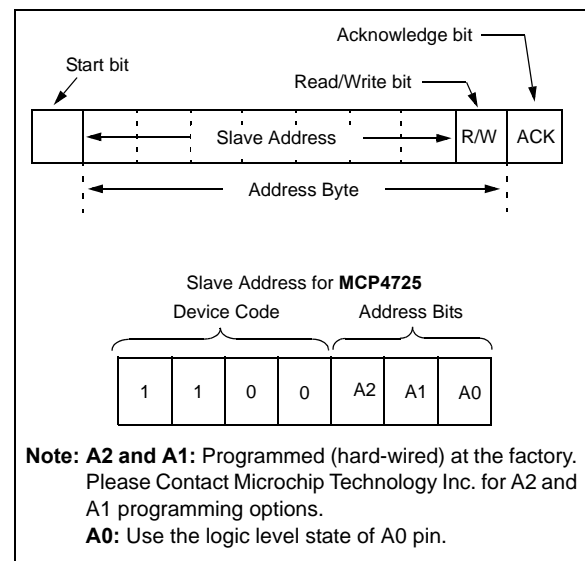 Acknowledge bit
Start bit
Read/Write bit
Slave Address
R/W
ACK
Address Byte
Slave Address for MCP4725
Device Code
Address Bits
1 1 0 0 A2 A1 A0
Note: A2 and A1: Programmed (hard-wired) at the factory.
Please Contact Microchip Technology Inc. for A2 and
A1 programming options.
A0: Use the logic level state of A0 pin.